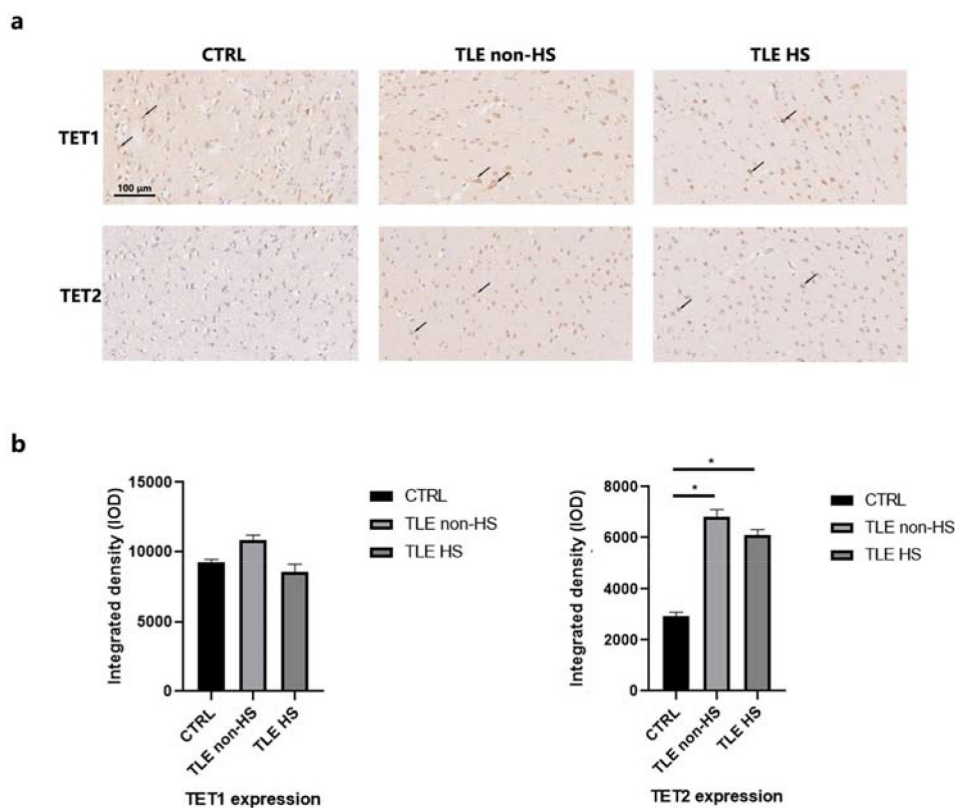 a
CTRL
TLE non-HS
TLE HS
TET1
100 µm
TET2
b
Integrated density (IOD)
15000
10000
5000
0
CTRL
TLE non-HS
TLE HS
TET1 expression
CTRL
TLE non-HS
TLE HS
Integrated density (IOD)
8000
6000
4000
2000
0
*
*
CTRL
TLE non-HS
TLE HS
TET2 expression
CTRL
TLE non-HS
TLE HS